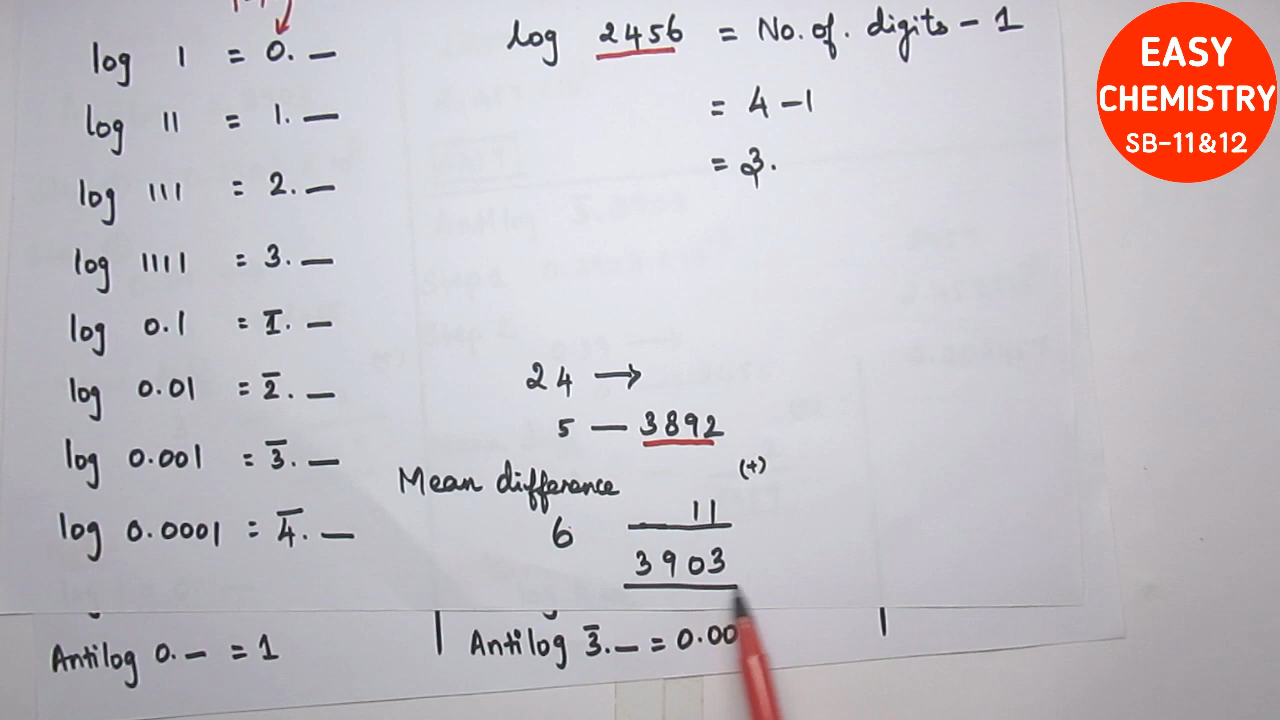 log 1 = 0. —
log 11 = 1. —
log 111 = 2. —
log 1111 = 3. —
log 0.1 = 1̅. —
log 0.01 = 2̅. —
log 0.001 = 3̅. —
log 0.0001 = 4̅. —
log 2456 = No. of. digits - 1
= 4 - 1
= 3.
24 →
5 — 3892
Mean difference (+)
6 11
3903
Antilog 0. — = 1
Antilog 3̅. — = 0.00
EASY
CHEMISTRY
SB-11&12